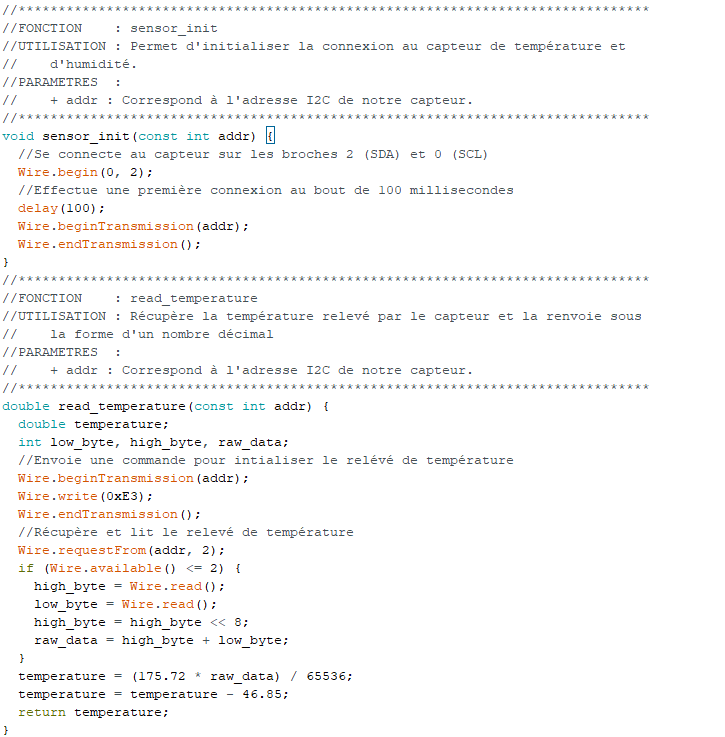 //*******************************************************************************
//FONCTION    : sensor_init
//UTILISATION : Permet d'initialiser la connexion au capteur de température et
//    d'humidité.
//PARAMETRES  :
//    + addr : Correspond à l'adresse I2C de notre capteur.
//*******************************************************************************
void sensor_init(const int addr) {
  //Se connecte au capteur sur les broches 2 (SDA) et 0 (SCL)
  Wire.begin(0, 2);
  //Effectue une première connexion au bout de 100 millisecondes
  delay(100);
  Wire.beginTransmission(addr);
  Wire.endTransmission();
}
//*******************************************************************************
//FONCTION    : read_temperature
//UTILISATION : Récupère la température relevé par le capteur et la renvoie sous
//    la forme d'un nombre décimal
//PARAMETRES  :
//    + addr : Correspond à l'adresse I2C de notre capteur.
//*******************************************************************************
double read_temperature(const int addr) {
  double temperature;
  int low_byte, high_byte, raw_data;
  //Envoie une commande pour intialiser le relévé de température
  Wire.beginTransmission(addr);
  Wire.write(0xE3);
  Wire.endTransmission();
  //Récupère et lit le relevé de température
  Wire.requestFrom(addr, 2);
  if (Wire.available() <= 2) {
    high_byte = Wire.read();
    low_byte = Wire.read();
    high_byte = high_byte << 8;
    raw_data = high_byte + low_byte;
  }
  temperature = (175.72 * raw_data) / 65536;
  temperature = temperature - 46.85;
  return temperature;
}